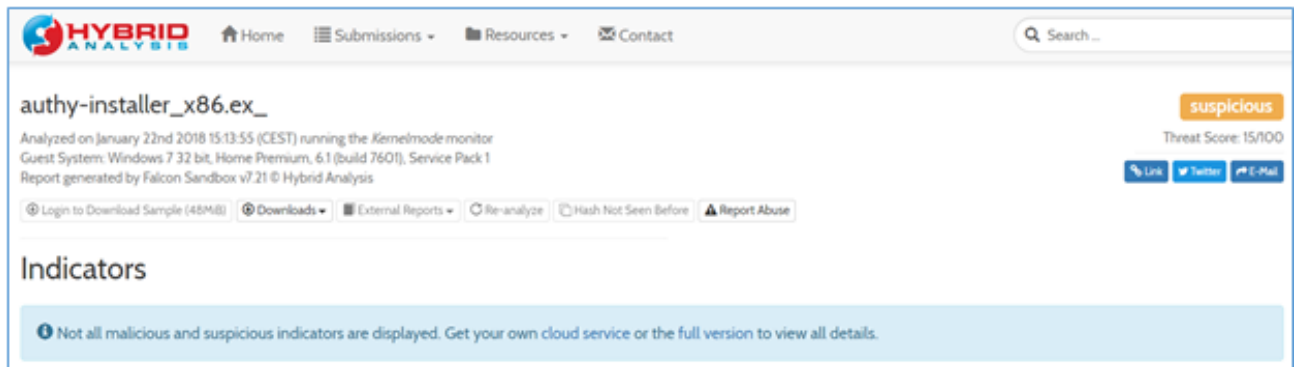 HYBRID
ANALYSIS
Home Submissions Resources Contact Search ...
authy-installer_x86.ex_
suspicious
Analyzed on January 22nd 2018 15:13:55 (CEST) running the Kernelmode monitor
Threat Score: 15/100
Guest System: Windows 7 32 bit, Home Premium, 6.1 (build 7601), Service Pack 1
Report generated by Falcon Sandbox v7.21 © Hybrid Analysis
Link Twitter E-Mail
Login to Download Sample (48MiB) Downloads External Reports Re-analyze Hash Not Seen Before Report Abuse
Indicators
Not all malicious and suspicious indicators are displayed. Get your own cloud service or the full version to view all details.